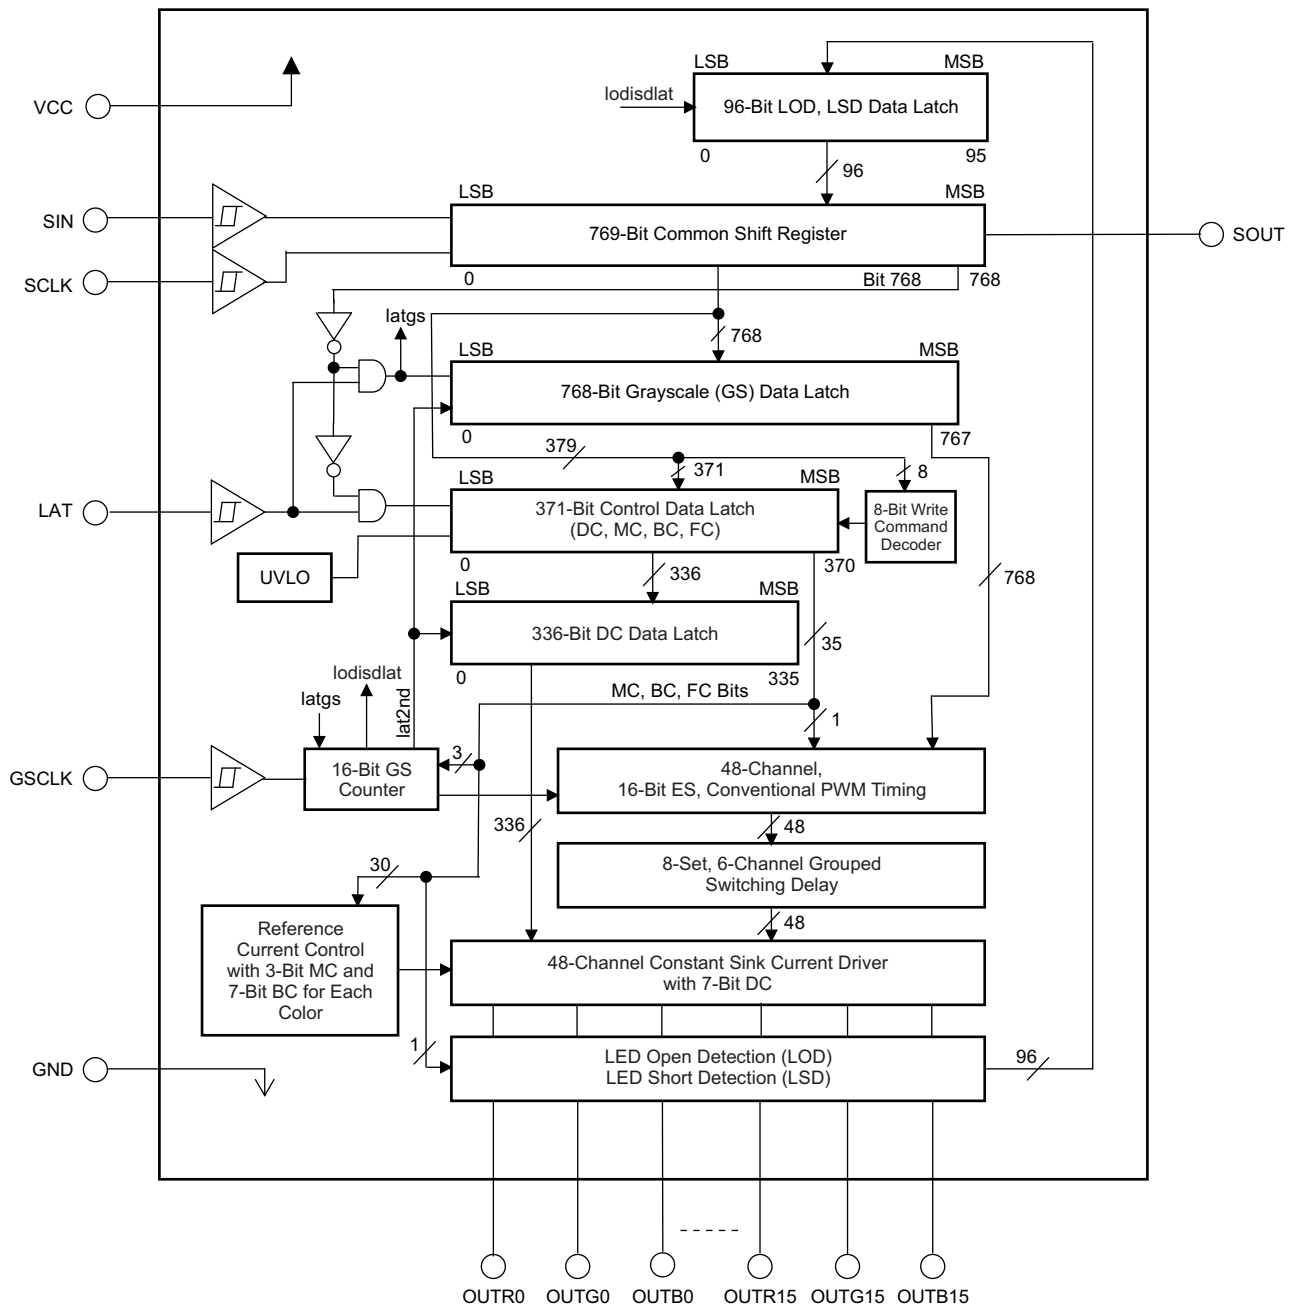 LSB MSB
VCC
lodisdlat
96-Bit LOD, LSD Data Latch
0 95
96
LSB MSB
SIN
769-Bit Common Shift Register
SOUT
SCLK
0 Bit 768 768
latgs
768
LSB MSB
768-Bit Grayscale (GS) Data Latch
0 767
379
371
8
LSB MSB
LAT
371-Bit Control Data Latch
(DC, MC, BC, FC)
8-Bit Write
Command
Decoder
0 370
UVLO
336
768
LSB MSB
336-Bit DC Data Latch
35
0 335
lodisdlat
latgs
lat2nd
MC, BC, FC Bits
1
3
GSCLK
16-Bit GS
Counter
48-Channel,
16-Bit ES, Conventional PWM Timing
336
48
30
8-Set, 6-Channel Grouped
Switching Delay
48
Reference
Current Control
with 3-Bit MC and
7-Bit BC for Each
Color
48-Channel Constant Sink Current Driver
with 7-Bit DC
1
GND
LED Open Detection (LOD)
LED Short Detection (LSD)
96
OUTR0 OUTG0 OUTB0 OUTR15 OUTG15 OUTB15